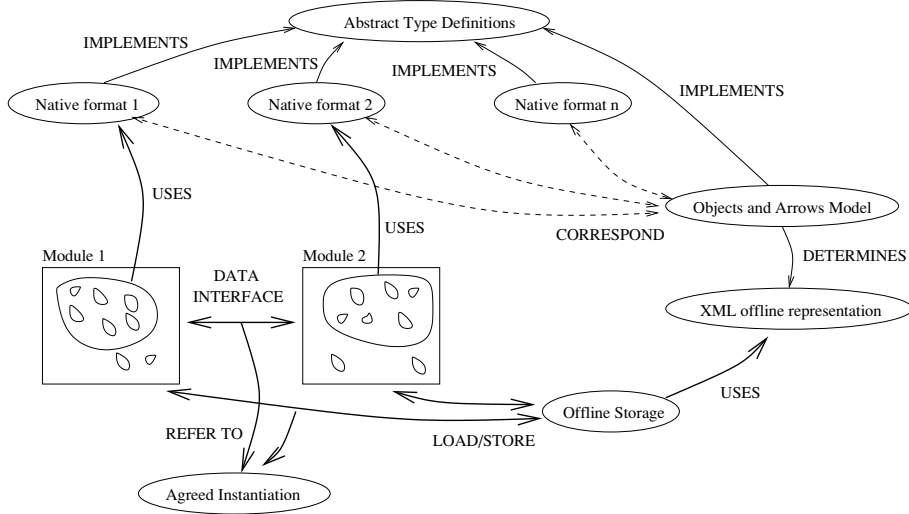 Abstract Type Definitions
IMPLEMENTS
IMPLEMENTS
IMPLEMENTS
IMPLEMENTS
Native format 1
Native format 2
Native format n
USES
USES
Objects and Arrows Model
CORRESPOND
DETERMINES
Module 1
Module 2
DATA
INTERFACE
XML offline representation
USES
Offline Storage
REFER TO
LOAD/STORE
Agreed Instantiation